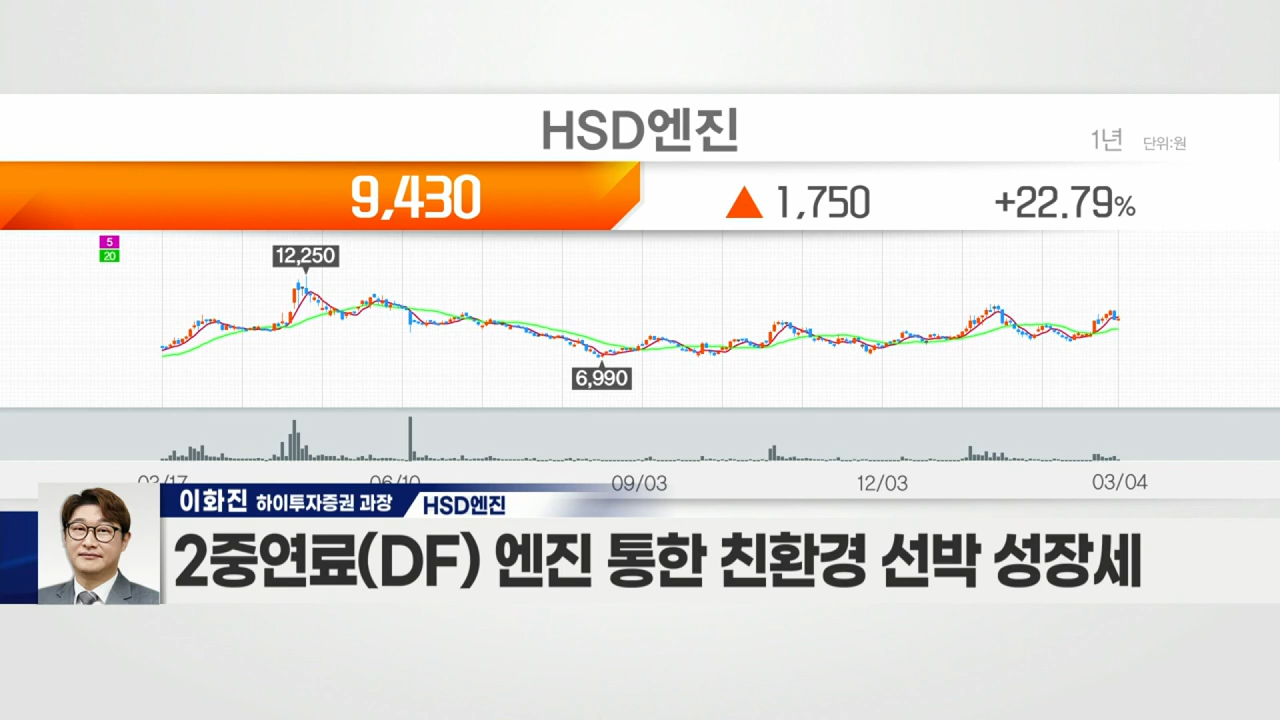 HSD엔진
1년 단위:원
9,430 ▲ 1,750 +22.79%
5
20
12,250
6,990
09/03 12/03 03/04
이화진 하이투자증권 과장 HSD엔진
2중연료(DF) 엔진 통한 친환경 선박 성장세